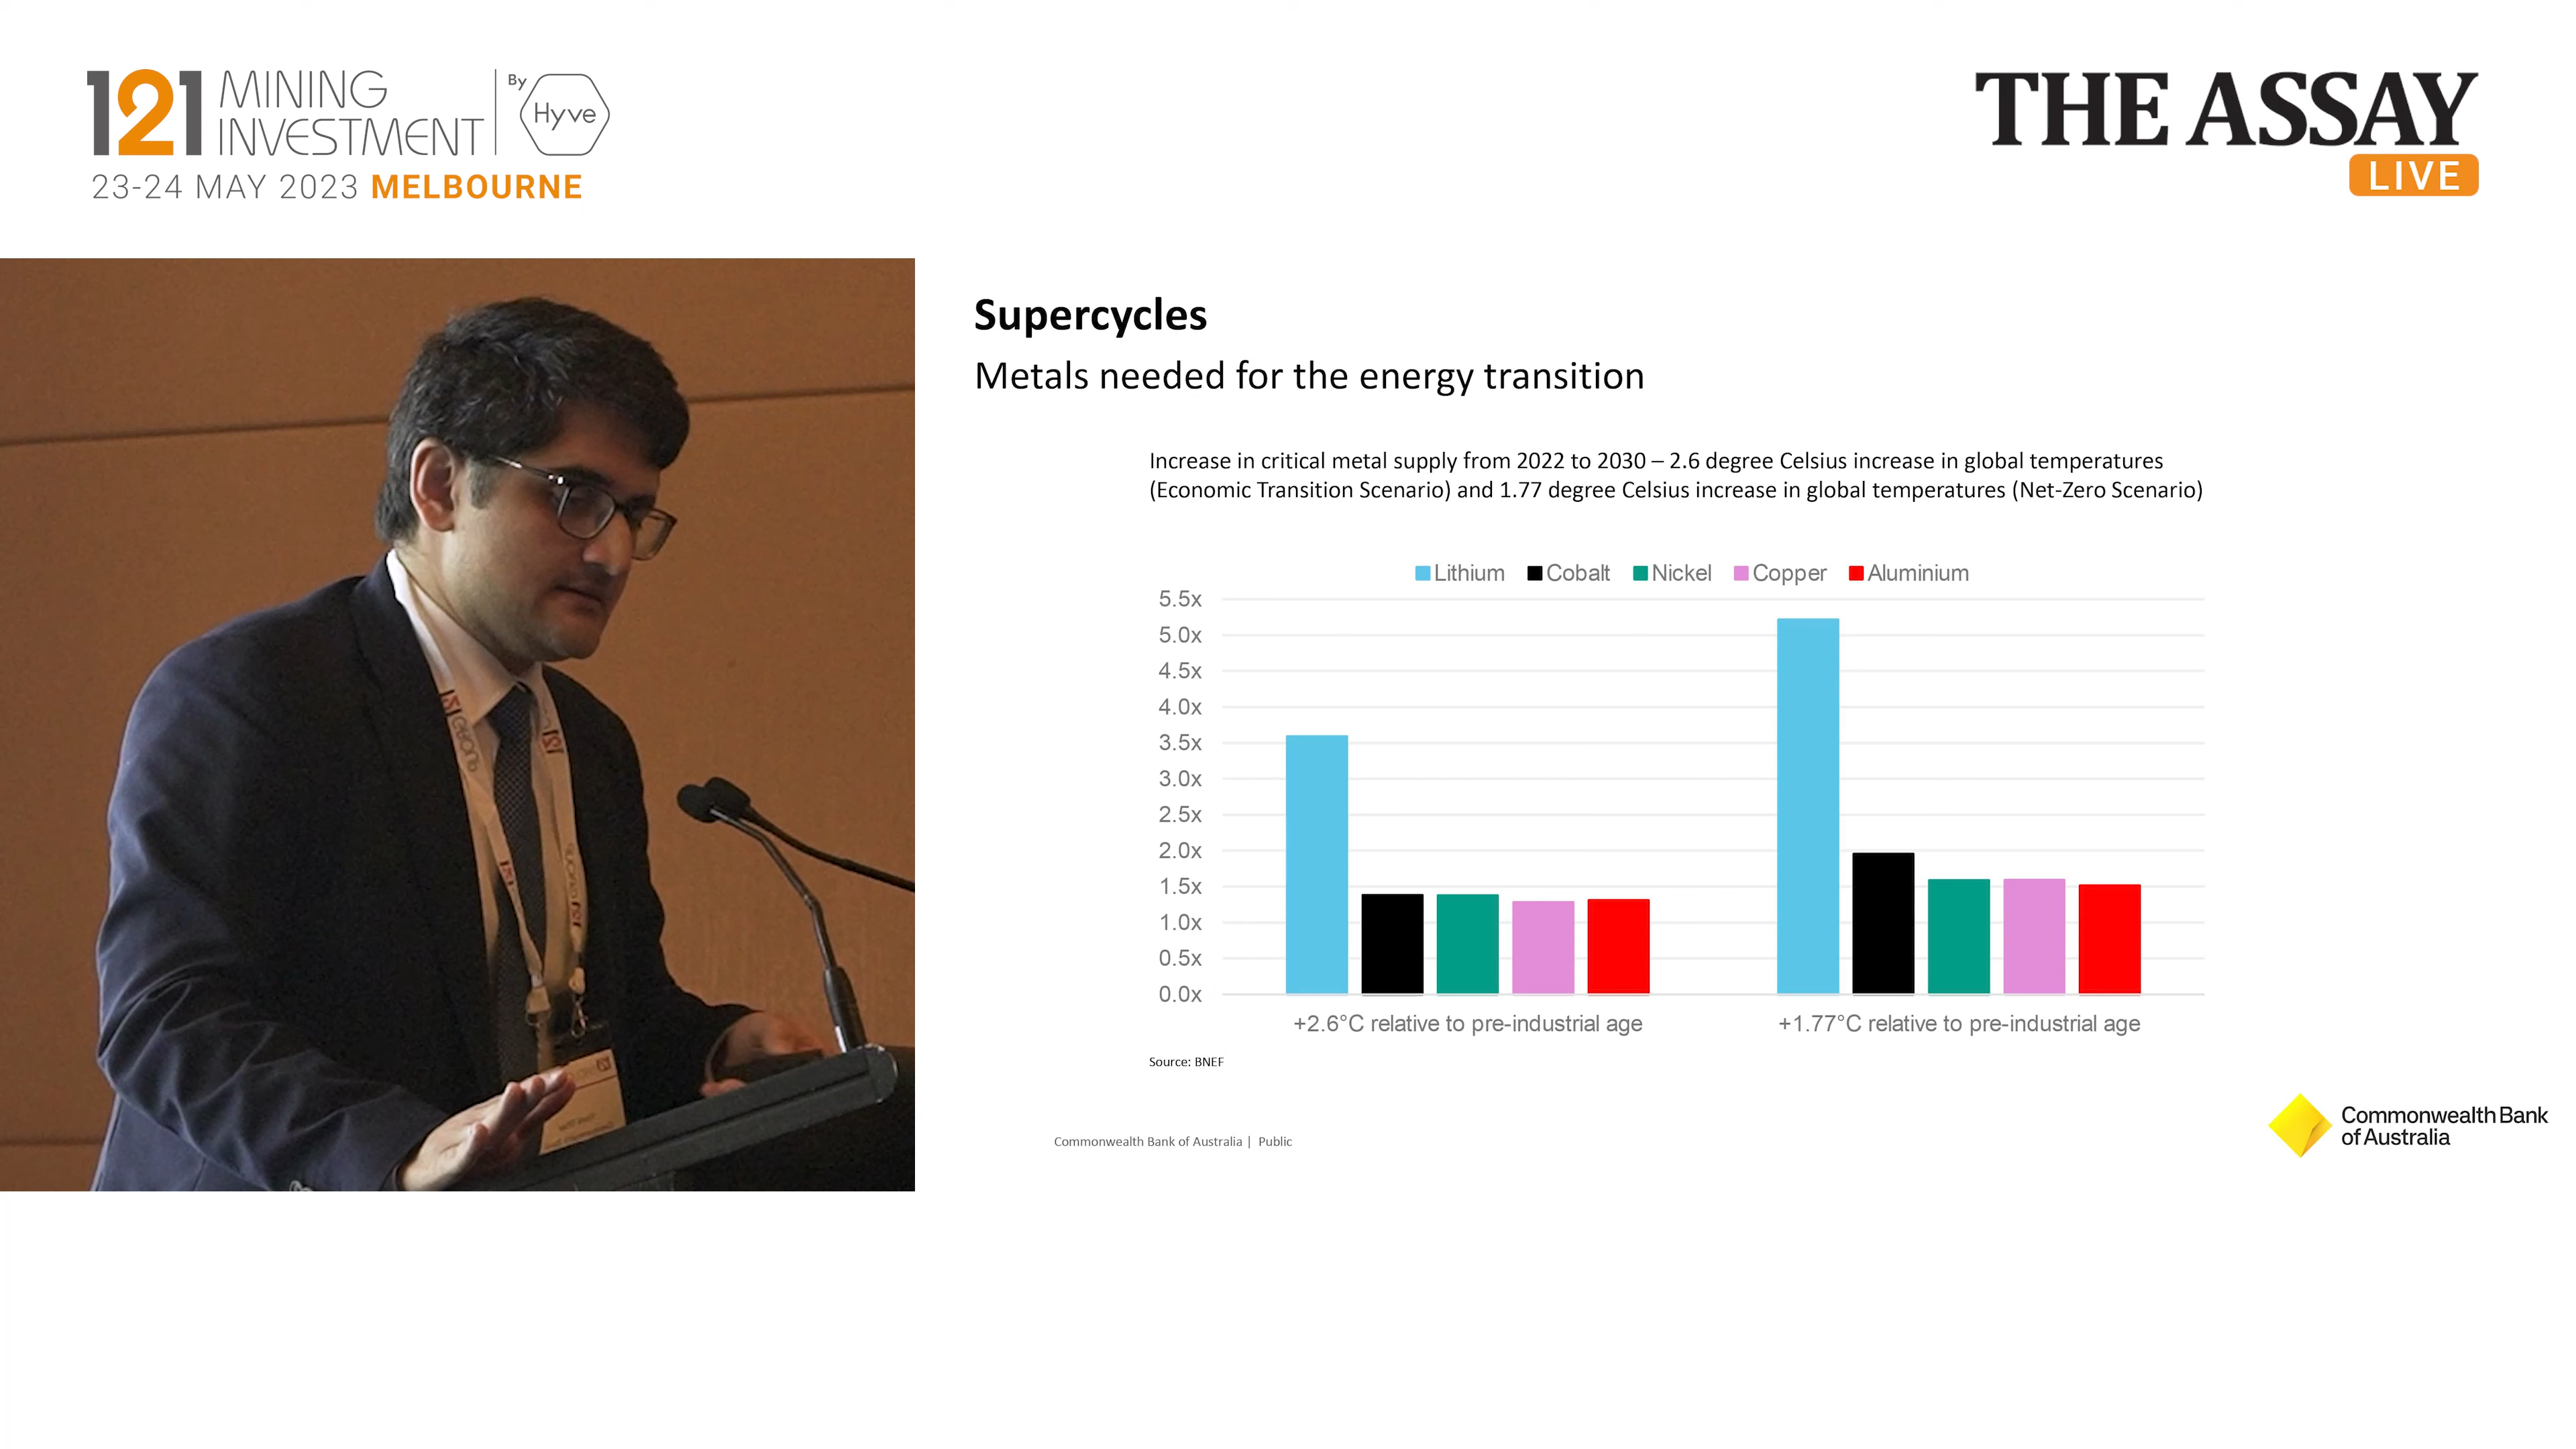 121 MINING INVESTMENT
By Hyve
23-24 MAY 2023 MELBOURNE
THE ASSAY
LIVE
Supercycles
Metals needed for the energy transition
Increase in critical metal supply from 2022 to 2030 – 2.6 degree Celsius increase in global temperatures
(Economic Transition Scenario) and 1.77 degree Celsius increase in global temperatures (Net-Zero Scenario)
Lithium Cobalt Nickel Copper Aluminium
5.5x
5.0x
4.5x
4.0x
3.5x
3.0x
2.5x
2.0x
1.5x
1.0x
0.5x
0.0x
+2.6°C relative to pre-industrial age +1.77°C relative to pre-industrial age
Source: BNEF
Commonwealth Bank of Australia | Public
CommonwealthBank
of Australia